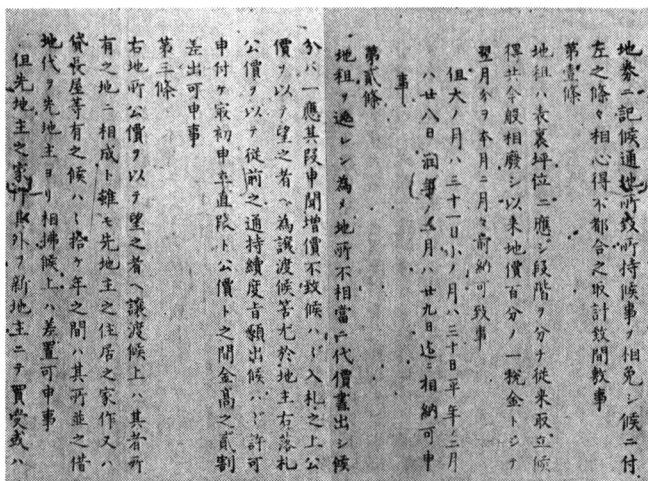 地券ニ記候通地所致所持候事ヲ相免シ候ニ付
左之條々相心得不都合之取計致間敷事
第壹條
地租ハ表裏坪位ニ應シ段階ヲ分チ従来取立候
得共今般相廢シ以来地價百分ノ一税金トシテ
翌月分ヲ本月二月ニ前納可致事
但大ノ月ハ三十一日小ノ月ハ三十日平年二月
ハ廿八日潤年ノ二月ハ廿九日迄ニ相納可申
事
第貳條
地租ヲ遁レン為メ地所不相當ニ代價書出シ候
分ハ一應其段申聞増價不致候ハヽ入札之上公
價ヲ以テ望之者ヘ為譲渡候筈尤於地主右落札
公價ヲ以テ従前之通持續度旨願出候ハヽ許可
申付ケ最初申立直段ト公價ト之間金高之貳割
差出可申事
第三條
右地所公價ヲ以テ望之者ヘ譲渡候上ハ其者所
有之地ニ相成ト雖モ先地主之住居之家作又ハ
貸長屋等有之候ハヽ拾ケ年之間ハ其所並之借
地代ヲ先地主ヨリ相拂候上ハ差置可申事
但先地主之家作其外ヲ新地主ニテ買受或ハ